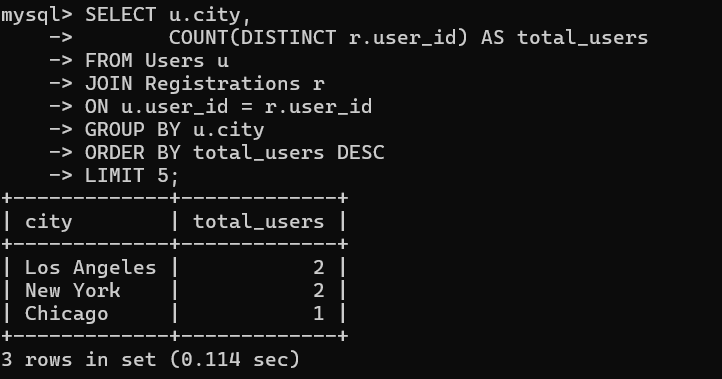 mysql> SELECT u.city,
    ->        COUNT(DISTINCT r.user_id) AS total_users
    -> FROM Users u
    -> JOIN Registrations r
    -> ON u.user_id = r.user_id
    -> GROUP BY u.city
    -> ORDER BY total_users DESC
    -> LIMIT 5;
+-------------+-------------+
| city        | total_users |
+-------------+-------------+
| Los Angeles |           2 |
| New York    |           2 |
| Chicago     |           1 |
+-------------+-------------+
3 rows in set (0.114 sec)